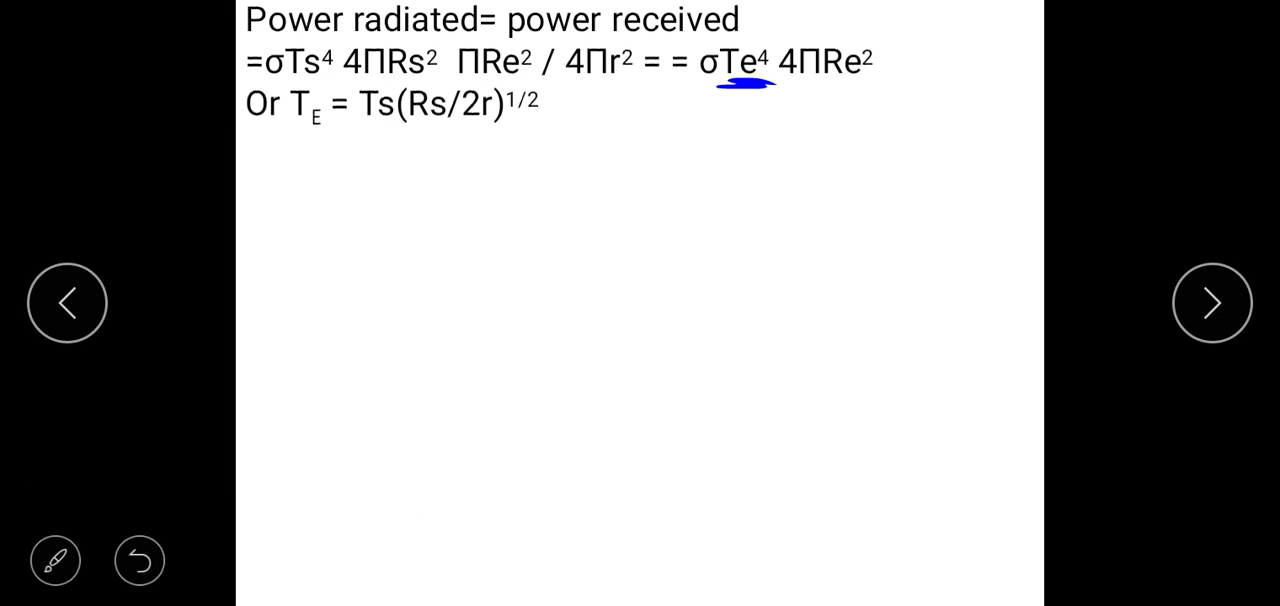 Power radiated= power received
=σTs⁴ 4ΠRs²  ΠRe² / 4Πr² = = σTe⁴ 4ΠRe²
Or T_E = Ts(Rs/2r)¹/²